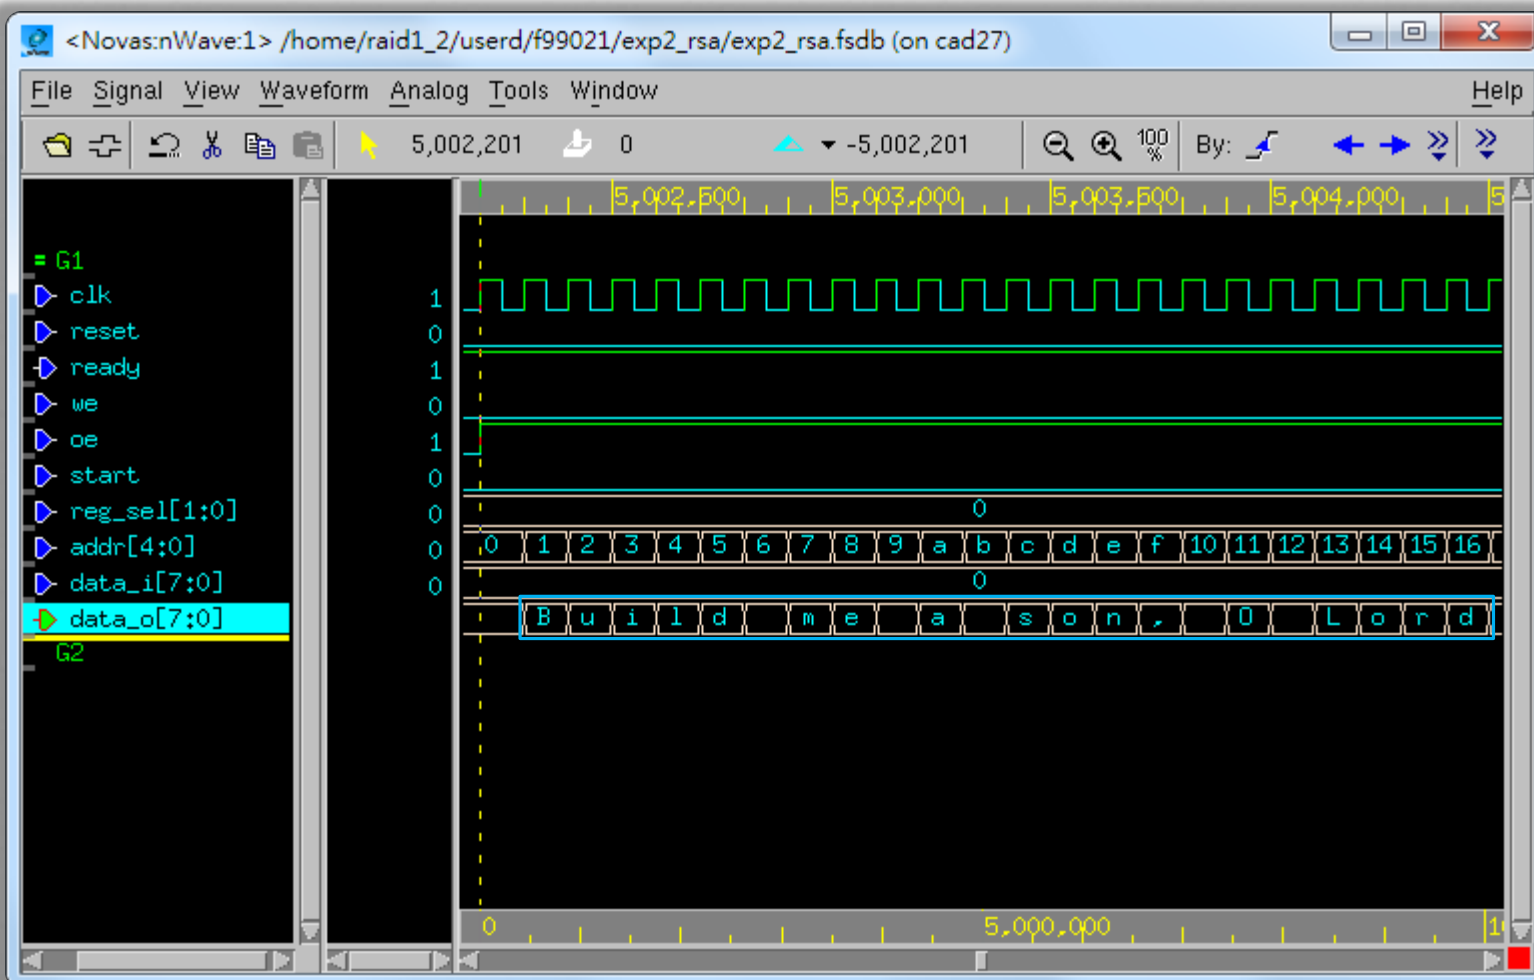 <Novas:nWave:1> /home/raid1_2/userd/f99021/exp2_rsa/exp2_rsa.fsdb (on cad27)
File Signal View Waveform Analog Tools Window Help
5,002,201 0 -5,002,201 100 % By:
5,002,500 5,003,000 5,003,500 5,004,000 5
= G1
clk 1
reset 0
ready 1
we 0
oe 1
start 0
reg_sel[1:0] 0 0
addr[4:0] 0 0 1 2 3 4 5 6 7 8 9 a b c d e f 10 11 12 13 14 15 16
data_i[7:0] 0 0
data_o[7:0] B u i l d m e a s o n , O L o r d
G2
0 5,000,000 1